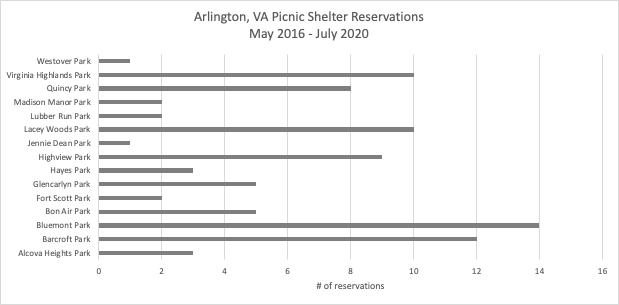 Arlington, VA Picnic Shelter Reservations
May 2016 - July 2020
Westover Park
Virginia Highlands Park
Quincy Park
Madison Manor Park
Lubber Run Park
Lacey Woods Park
Jennie Dean Park
Highview Park
Hayes Park
Glencarlyn Park
Fort Scott Park
Bon Air Park
Bluemont Park
Barcroft Park
Alcova Heights Park
0 2 4 6 8 10 12 14 16
# of reservations